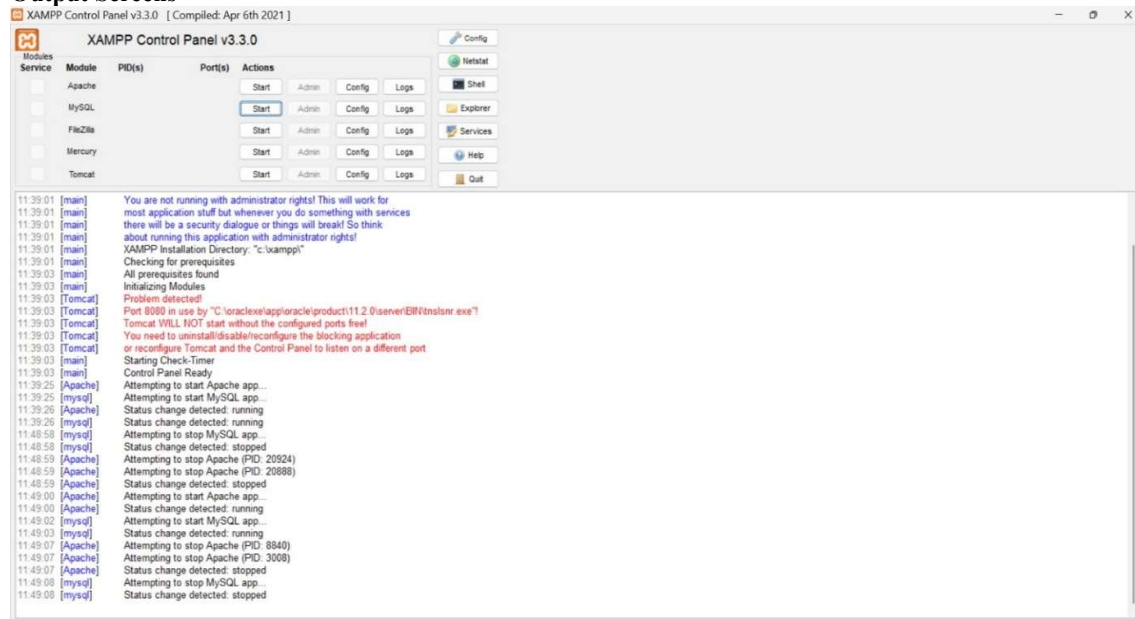 Output Screens
XAMPP Control Panel v3.3.0 [ Compiled: Apr 6th 2021 ]
XAMPP Control Panel v3.3.0
Config
Modules
Service Module PID(s) Port(s) Actions
Netstat
Apache Start Admin Config Logs
Shell
MySQL Start Admin Config Logs
Explorer
FileZilla Start Admin Config Logs
Services
Mercury Start Admin Config Logs
Help
Tomcat Start Admin Config Logs
Quit
11:39:01 [main] You are not running with administrator rights! This will work for
11:39:01 [main] most application stuff but whenever you do something with services
11:39:01 [main] there will be a security dialogue or things will break! So think
11:39:01 [main] about running this application with administrator rights!
11:39:01 [main] XAMPP Installation Directory: "c:\xampp\"
11:39:01 [main] Checking for prerequisites
11:39:03 [main] All prerequisites found
11:39:03 [main] Initializing Modules
11:39:03 [Tomcat] Problem detected!
11:39:03 [Tomcat] Port 8080 in use by "C:\oraclexe\app\oracle\product\11.2.0\server\BIN\tnslsnr.exe"!
11:39:03 [Tomcat] Tomcat WILL NOT start without the configured ports free!
11:39:03 [Tomcat] You need to uninstall/disable/reconfigure the blocking application
11:39:03 [Tomcat] or reconfigure Tomcat and the Control Panel to listen on a different port
11:39:03 [main] Starting Check-Timer
11:39:03 [main] Control Panel Ready
11:39:25 [Apache] Attempting to start Apache app...
11:39:25 [mysql] Attempting to start MySQL app...
11:39:26 [Apache] Status change detected: running
11:39:26 [mysql] Status change detected: running
11:48:58 [mysql] Attempting to stop MySQL app...
11:48:58 [mysql] Status change detected: stopped
11:48:59 [Apache] Attempting to stop Apache (PID: 20924)
11:48:59 [Apache] Attempting to stop Apache (PID: 20888)
11:48:59 [Apache] Status change detected: stopped
11:49:00 [Apache] Attempting to start Apache app...
11:49:00 [Apache] Status change detected: running
11:49:02 [mysql] Attempting to start MySQL app...
11:49:03 [mysql] Status change detected: running
11:49:07 [Apache] Attempting to stop Apache (PID: 8840)
11:49:07 [Apache] Attempting to stop Apache (PID: 3008)
11:49:07 [Apache] Status change detected: stopped
11:49:08 [mysql] Attempting to stop MySQL app...
11:49:08 [mysql] Status change detected: stopped